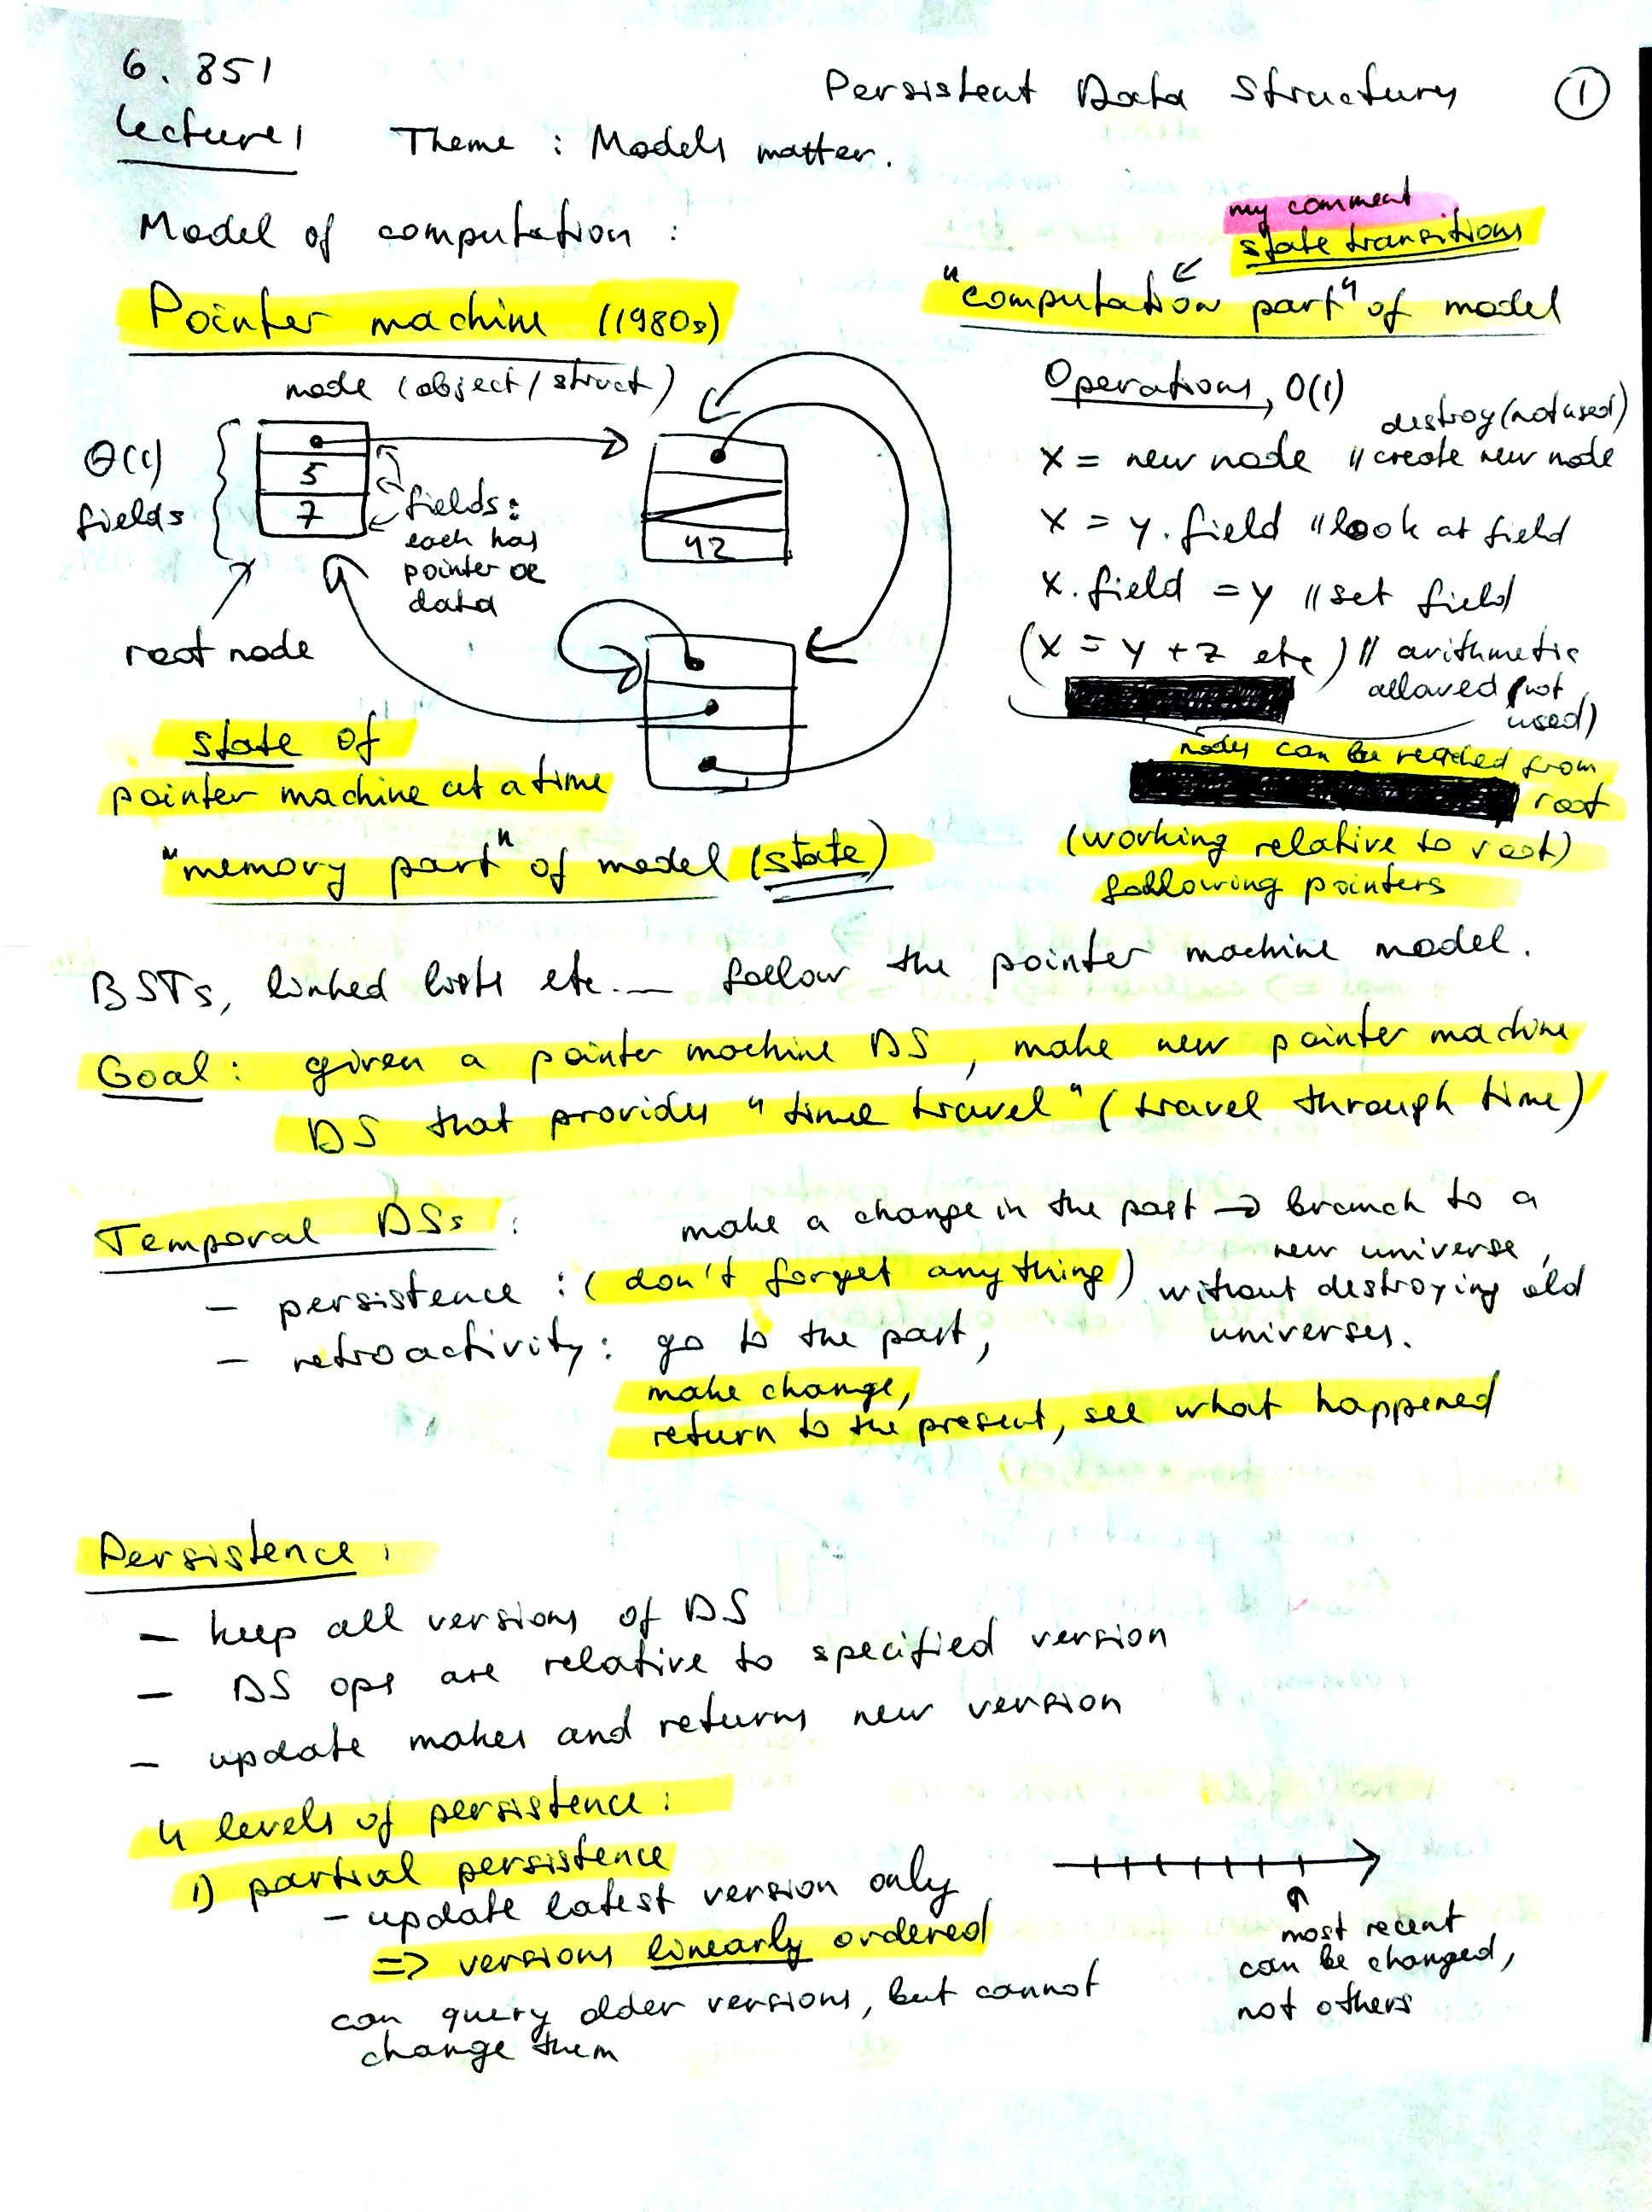 6.851
Lecture 1
Persistent Data Structures
1
Theme : Models matter.
Model of computation :
Pointer machine (1980s)
node (object/struct)
Θ(1)
fields
5
7
fields:
each has
pointer or
data
42
root node
state of
pointer machine at a time
"memory part" of model (state)
my comment
state transitions
"computation part" of model
Operations, O(1)
destroy (not used)
x = new node // create new node
x = y.field // look at field
x.field = y // set field
(x = y + z etc) // arithmetic
allowed (not
used)
nodes can be reached from
root
(working relative to root)
following pointers
BSTs, linked lists etc. — follow the pointer machine model.
Goal: given a pointer machine DS, make new pointer machine
DS that provides "time travel" (travel through time)
Temporal DSs :
make a change in the past → branch to a
new universe,
- persistence : (don't forget anything) without destroying old
universes.
- retroactivity: go to the past,
make change,
return to the present, see what happened
Persistence :
- keep all versions of DS
- DS ops are relative to specified version
- update makes and returns new version
4 levels of persistence :
1) partial persistence
- update latest version only
=> versions linearly ordered
can query older versions, but cannot
change them
most recent
can be changed,
not others